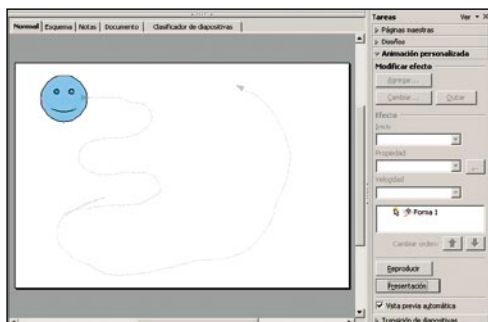 Normal Esquema Notas Documento Clasificador de diapositivas
Tareas Ver
Páginas maestras
Diseños
Animación personalizada
Modificar efecto
Agregar...
Cambiar... Quitar
Efecto
Inicio
Propiedad
...
Velocidad
Forma 1
Cambiar orden:
Reproducir
Presentación
Vista previa automática
Transición de diapositivas